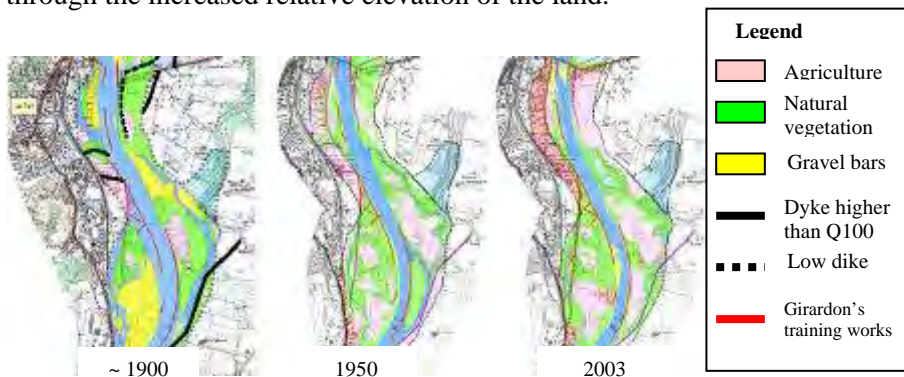 through the increased relative elevation of the land.
Legend
Agriculture
Natural
vegetation
Gravel bars
Dyke higher
than Q100
Low dike
Girardon's
training works
~ 1900
1950
2003